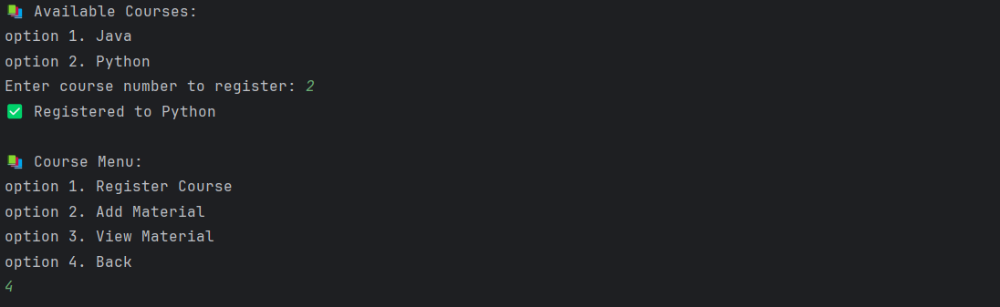 📚 Available Courses:
option 1. Java
option 2. Python
Enter course number to register: 2
✅ Registered to Python
📚 Course Menu:
option 1. Register Course
option 2. Add Material
option 3. View Material
option 4. Back
4